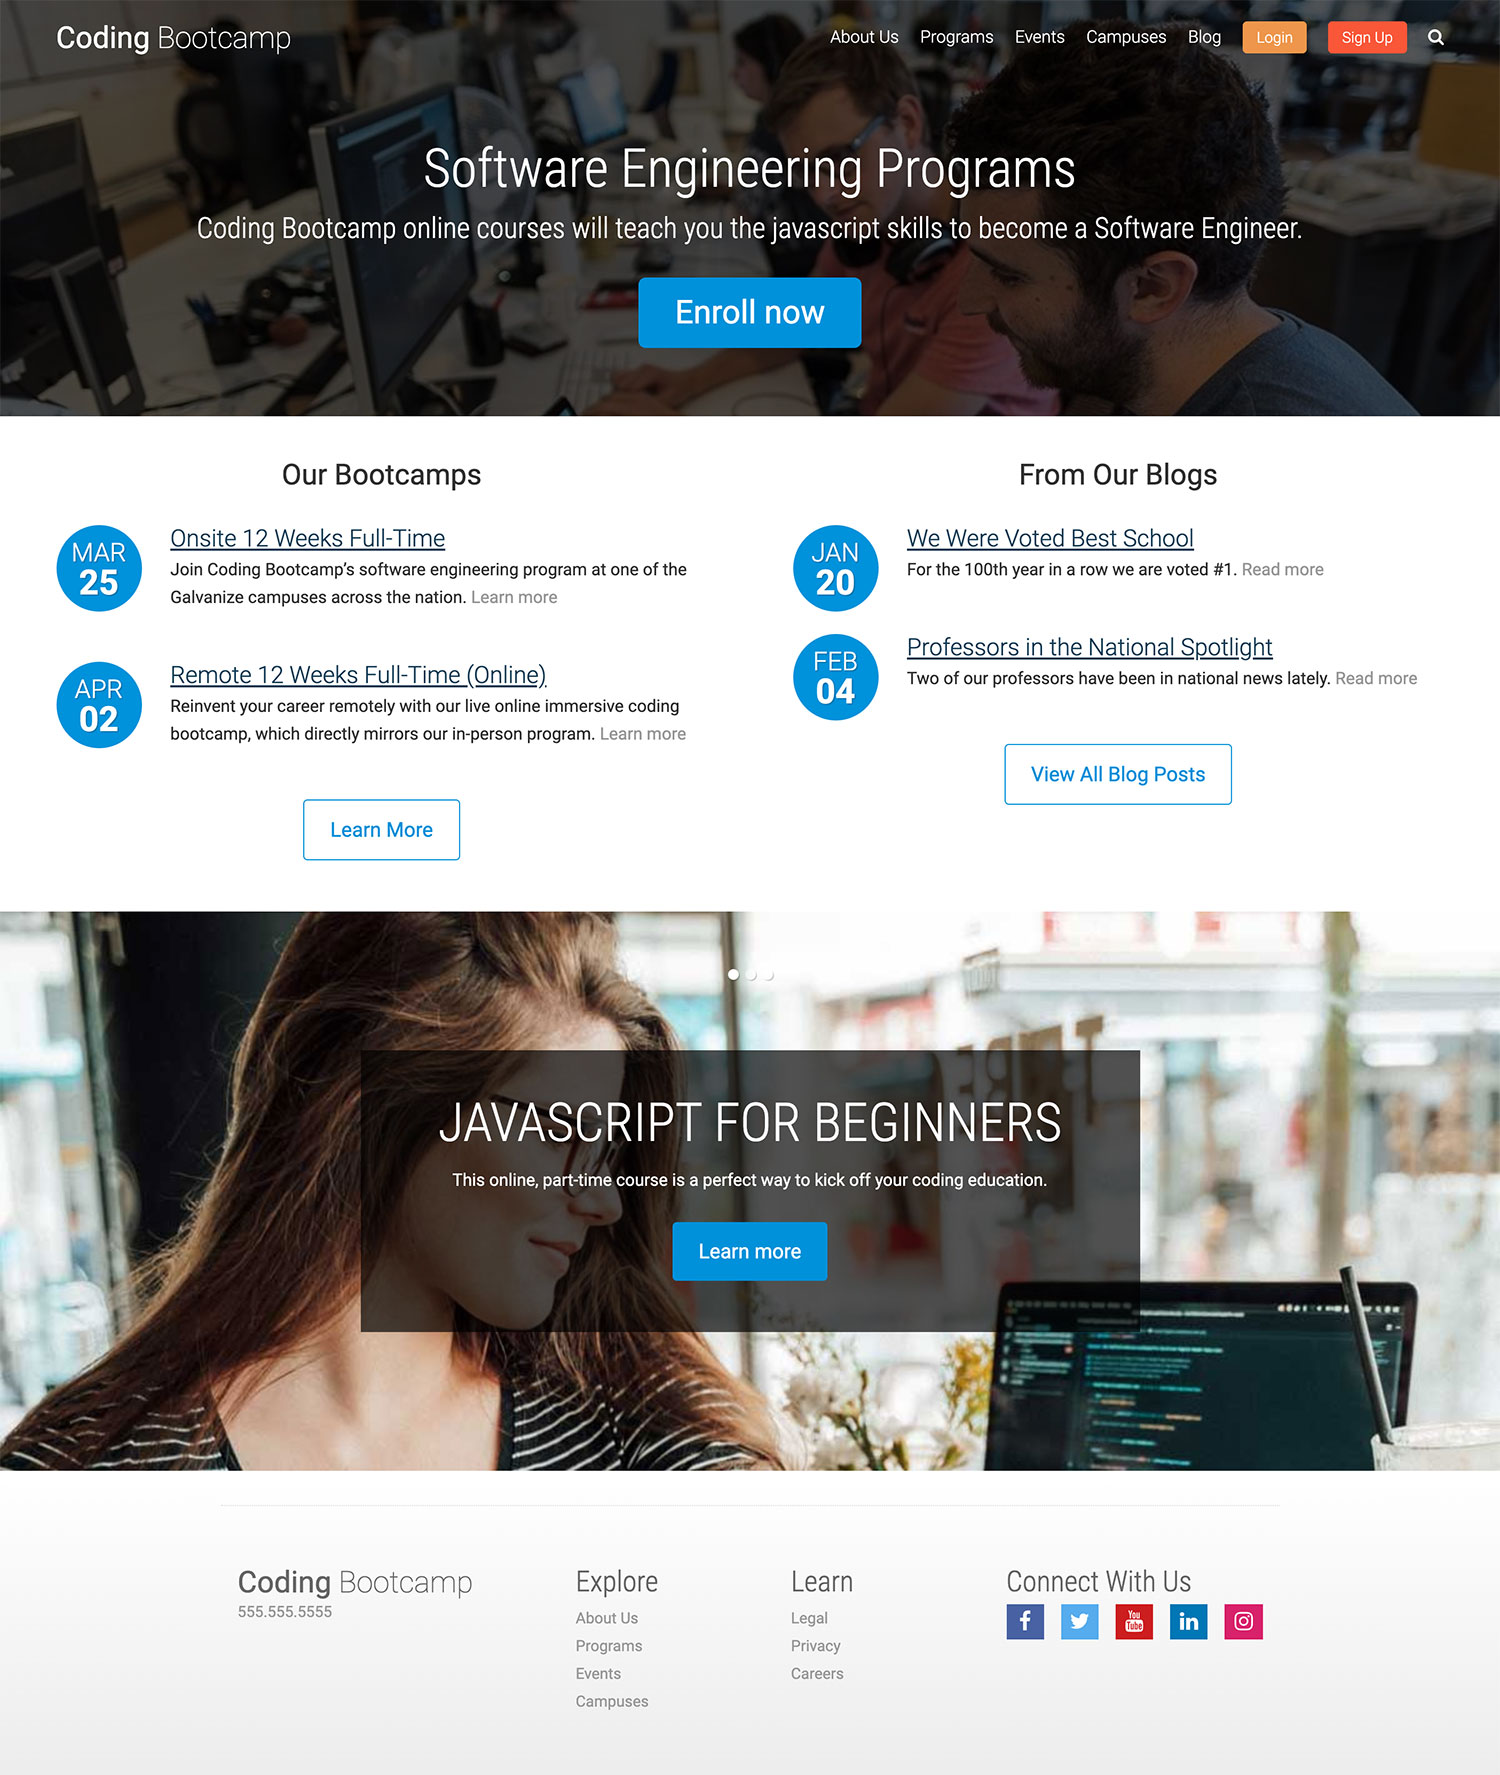 Coding Bootcamp
About Us Programs Events Campuses Blog Login Sign Up
Software Engineering Programs
Coding Bootcamp online courses will teach you the javascript skills to become a Software Engineer.
Enroll now
Our Bootcamps
MAR
25
Onsite 12 Weeks Full-Time
Join Coding Bootcamp’s software engineering program at one of the
Galvanize campuses across the nation. Learn more
APR
02
Remote 12 Weeks Full-Time (Online)
Reinvent your career remotely with our live online immersive coding
bootcamp, which directly mirrors our in-person program. Learn more
Learn More
From Our Blogs
JAN
20
We Were Voted Best School
For the 100th year in a row we are voted #1. Read more
FEB
04
Professors in the National Spotlight
Two of our professors have been in national news lately. Read more
View All Blog Posts
JAVASCRIPT FOR BEGINNERS
This online, part-time course is a perfect way to kick off your coding education.
Learn more
Coding Bootcamp
555.555.5555
Explore
About Us
Programs
Events
Campuses
Learn
Legal
Privacy
Careers
Connect With Us
You
Tube